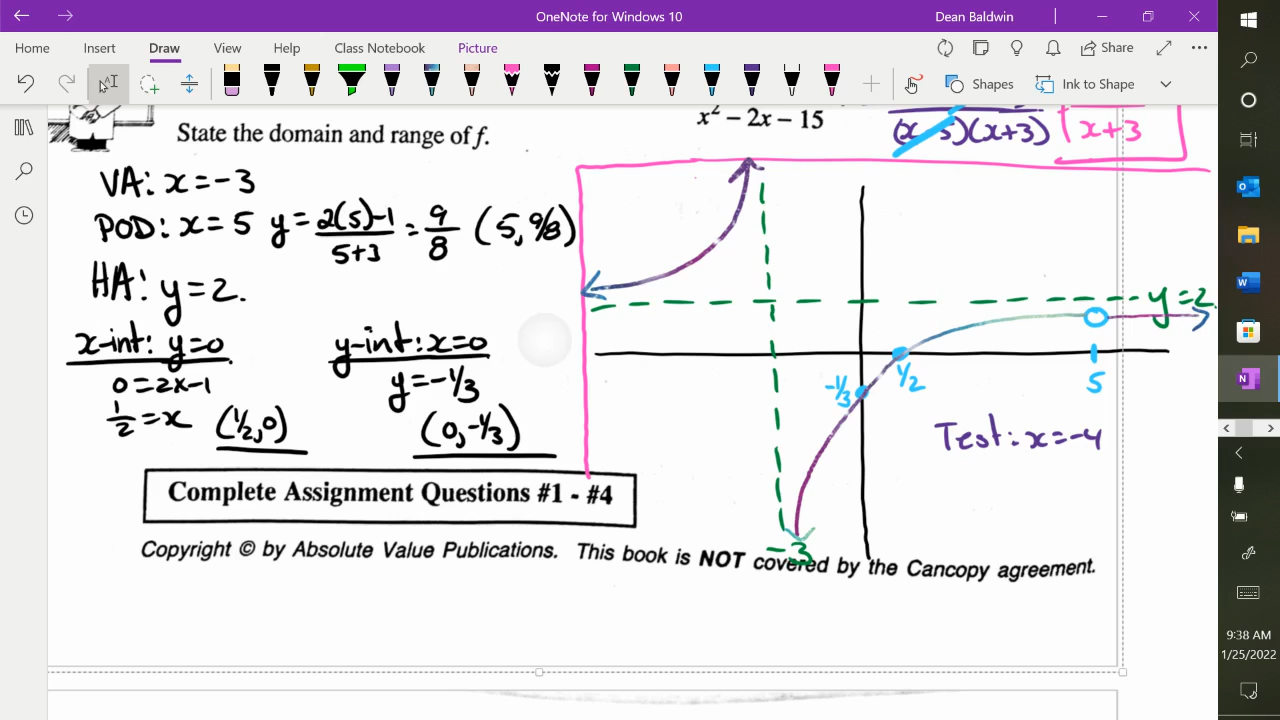 OneNote for Windows 10
Dean Baldwin
Home Insert Draw View Help Class Notebook Picture
Share
Shapes
Ink to Shape
State the domain and range of f.
x² – 2x – 15
(x-5)(x+3)
x+3
VA: x=-3
POD: x=5 y= 2(5)-1 / 5+3 = 9/8 (5, 9/8)
HA: y=2.
x-int: y=0
0=2x-1
1/2 = x (1/2,0)
y-int: x=0
y=-1/3
(0,-1/3)
y=2
-1/3
1/2
5
Test: x=-4
-3
Complete Assignment Questions #1 - #4
Copyright © by Absolute Value Publications. This book is NOT covered by the Cancopy agreement.
9:38 AM
1/25/2022